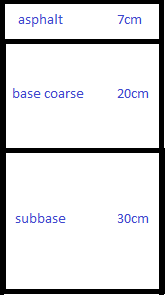 asphalt 7cm
base coarse 20cm
subbase 30cm